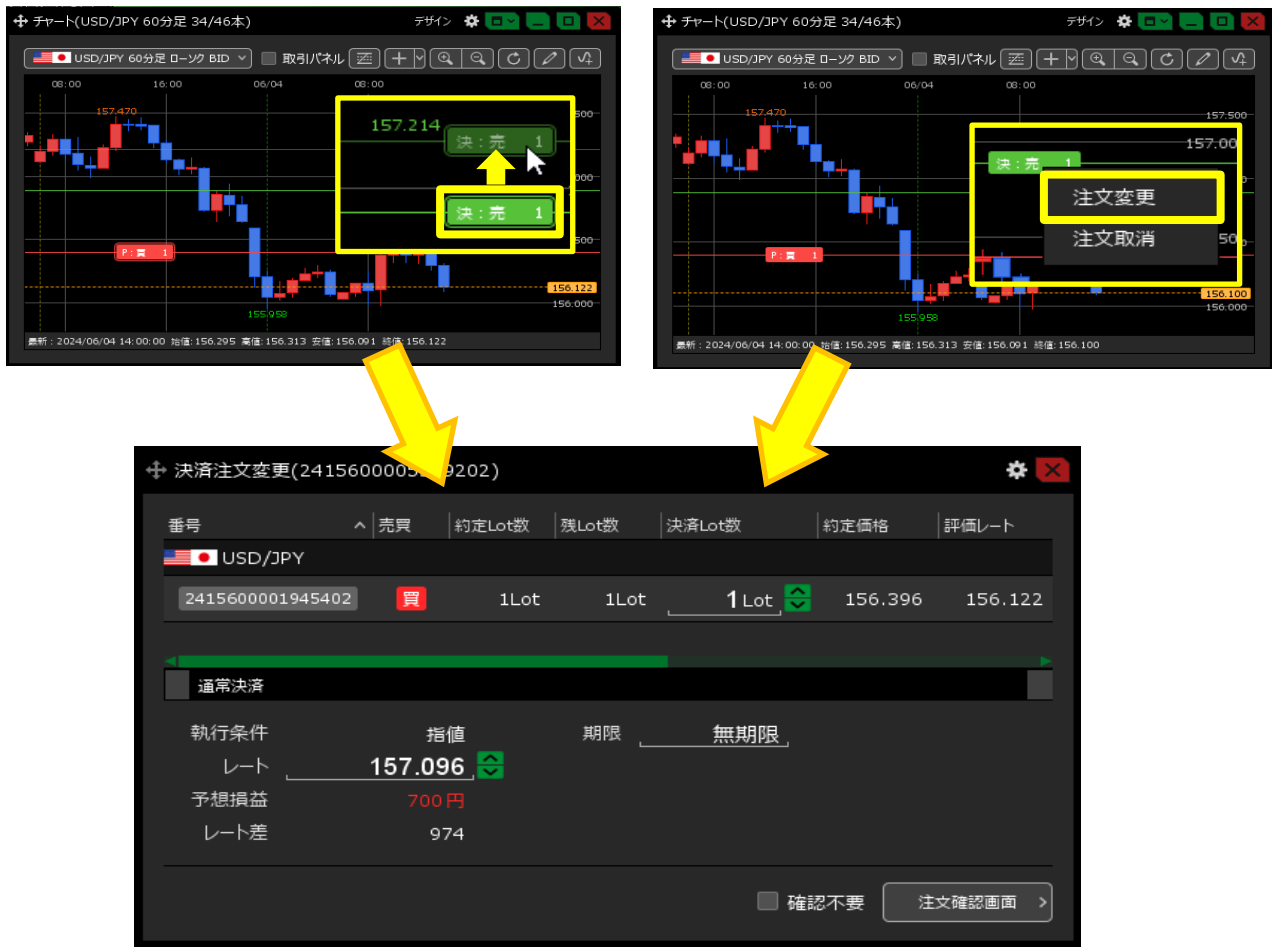 チャート(USD/JPY 60分足 34/46本)
デザイン
USD/JPY 60分足 ローソク BID
取引パネル
08:00 16:00 06/04 08:00
157.470
157.214
決：売 1
決：売 1
P：買 1
156.122
156.000
155.958
最新：2024/06/04 14:00:00 始値:156.295 高値:156.313 安値:156.091 終値:156.122
チャート(USD/JPY 60分足 34/46本)
デザイン
USD/JPY 60分足 ローソク BID
取引パネル
08:00 16:00 06/04 08:00
157.470
157.500
157.00
決：売 1
注文変更
注文取消
P：買 1
156.100
156.000
155.958
最新：2024/06/04 14:00:00 始値:156.295 高値:156.313 安値:156.091 終値:156.100
番号 売買 約定Lot数 残Lot数 決済Lot数 約定価格 評価レート
USD/JPY
2415600001945402 買 1Lot 1Lot 1Lot 156.396 156.122
通常決済
執行条件 指値 期限 無期限
レート 157.096
予想損益 700円
レート差 974
確認不要 注文確認画面